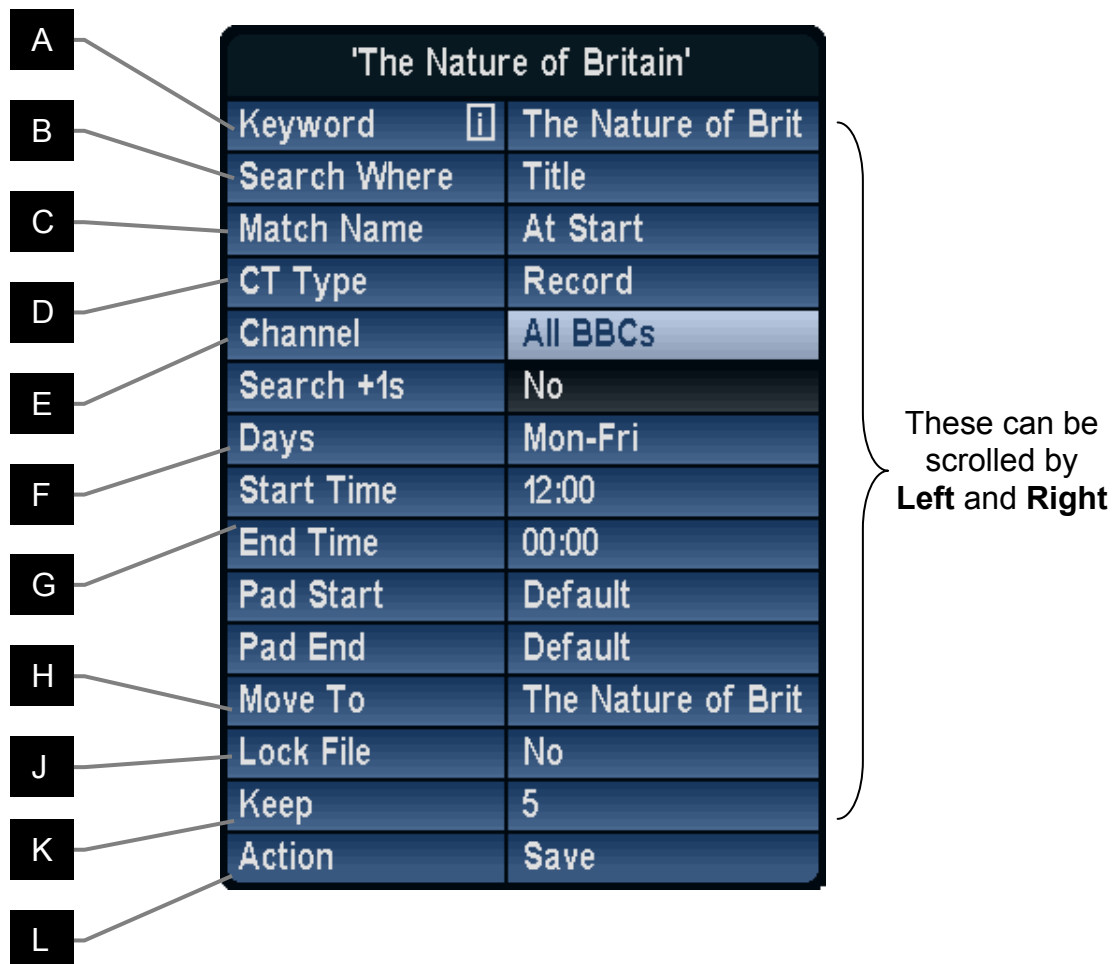 'The Nature of Britain'
A
Keyword i The Nature of Brit
B
Search Where Title
C
Match Name At Start
D
CT Type Record
E
Channel All BBCs
Search +1s No
F
Days Mon-Fri
Start Time 12:00
G
End Time 00:00
Pad Start Default
Pad End Default
H
Move To The Nature of Brit
J
Lock File No
K
Keep 5
L
Action Save
These can be
scrolled by
Left and Right